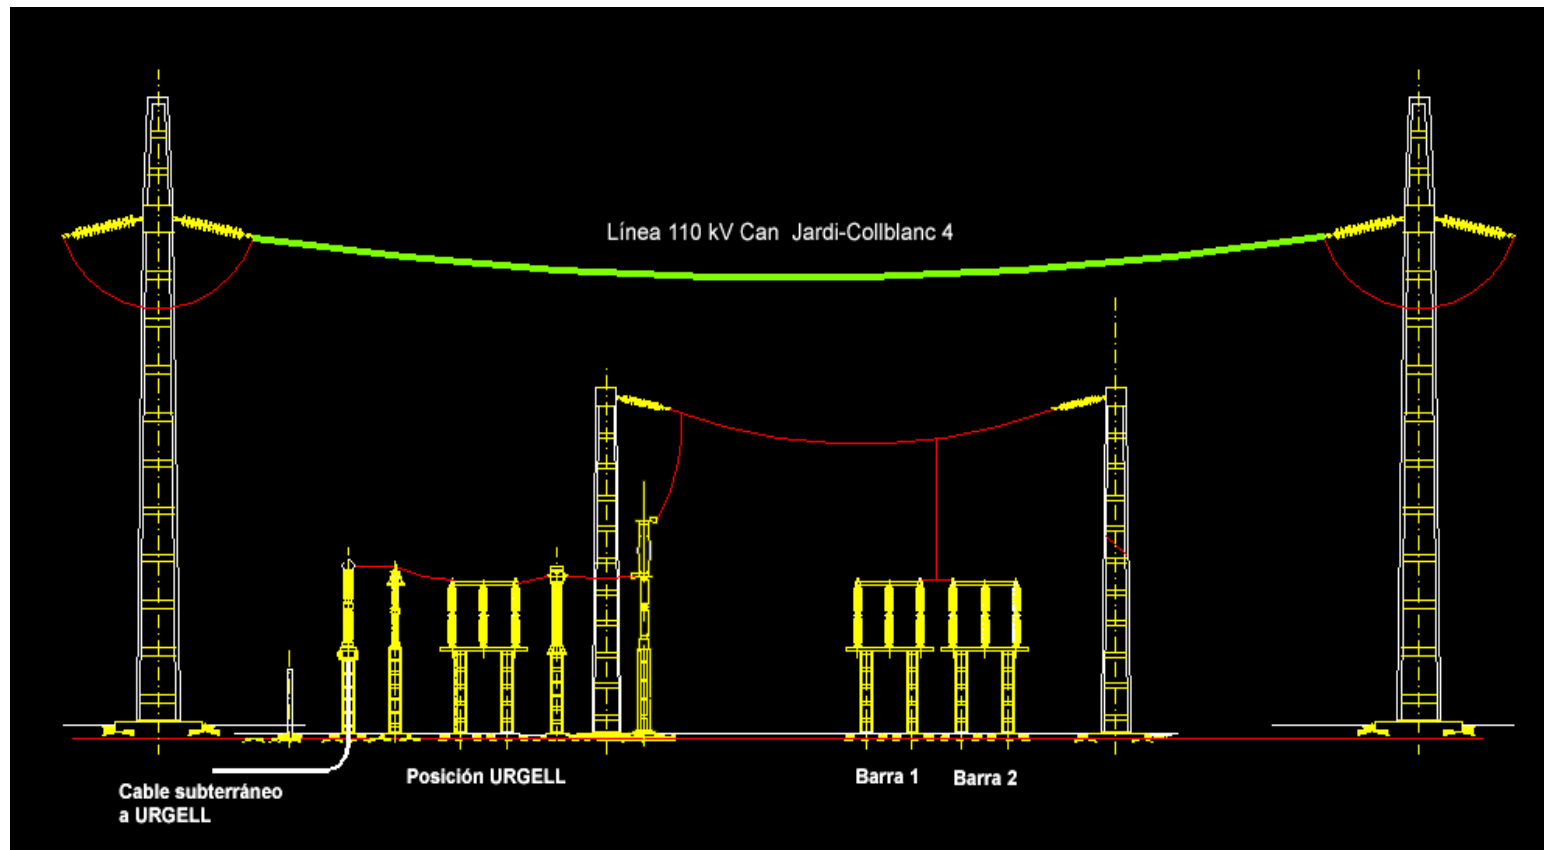 Línea 110 kV Can Jardi-Collblanc 4
Posición URGELL
Barra 1
Barra 2
Cable subterráneo
a URGELL